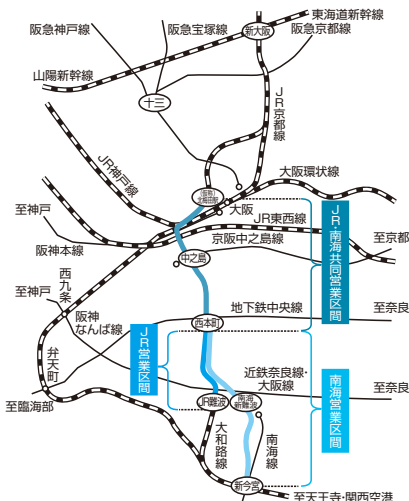 東海道新幹線
阪急神戸線
阪急宝塚線
新大阪
阪急京都線
山陽新幹線
十三
JR京都線
JR神戸線
大阪環状線
(仮称)
北梅田駅
大阪
JR東西線
至神戸
阪神本線
京阪中之島線
至京都
中之島
JR・南海共同営業区間
西九条
至神戸
地下鉄中央線
至奈良
阪神
なんば線
西本町
弁天町
JR営業区間
近鉄奈良線・
大阪線
至奈良
至臨海部
JR難波
南海
新難波
南海営業区間
大和路線
南海線
新今宮
至天王寺・関西空港